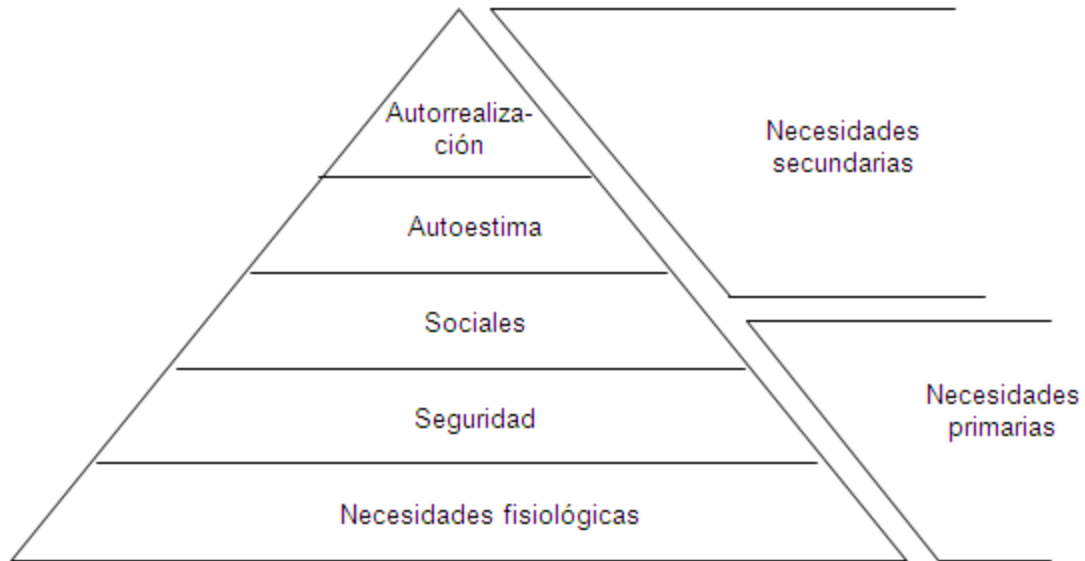 Autorrealiza-
ción
Autoestima
Sociales
Seguridad
Necesidades fisiológicas
Necesidades
secundarias
Necesidades
primarias